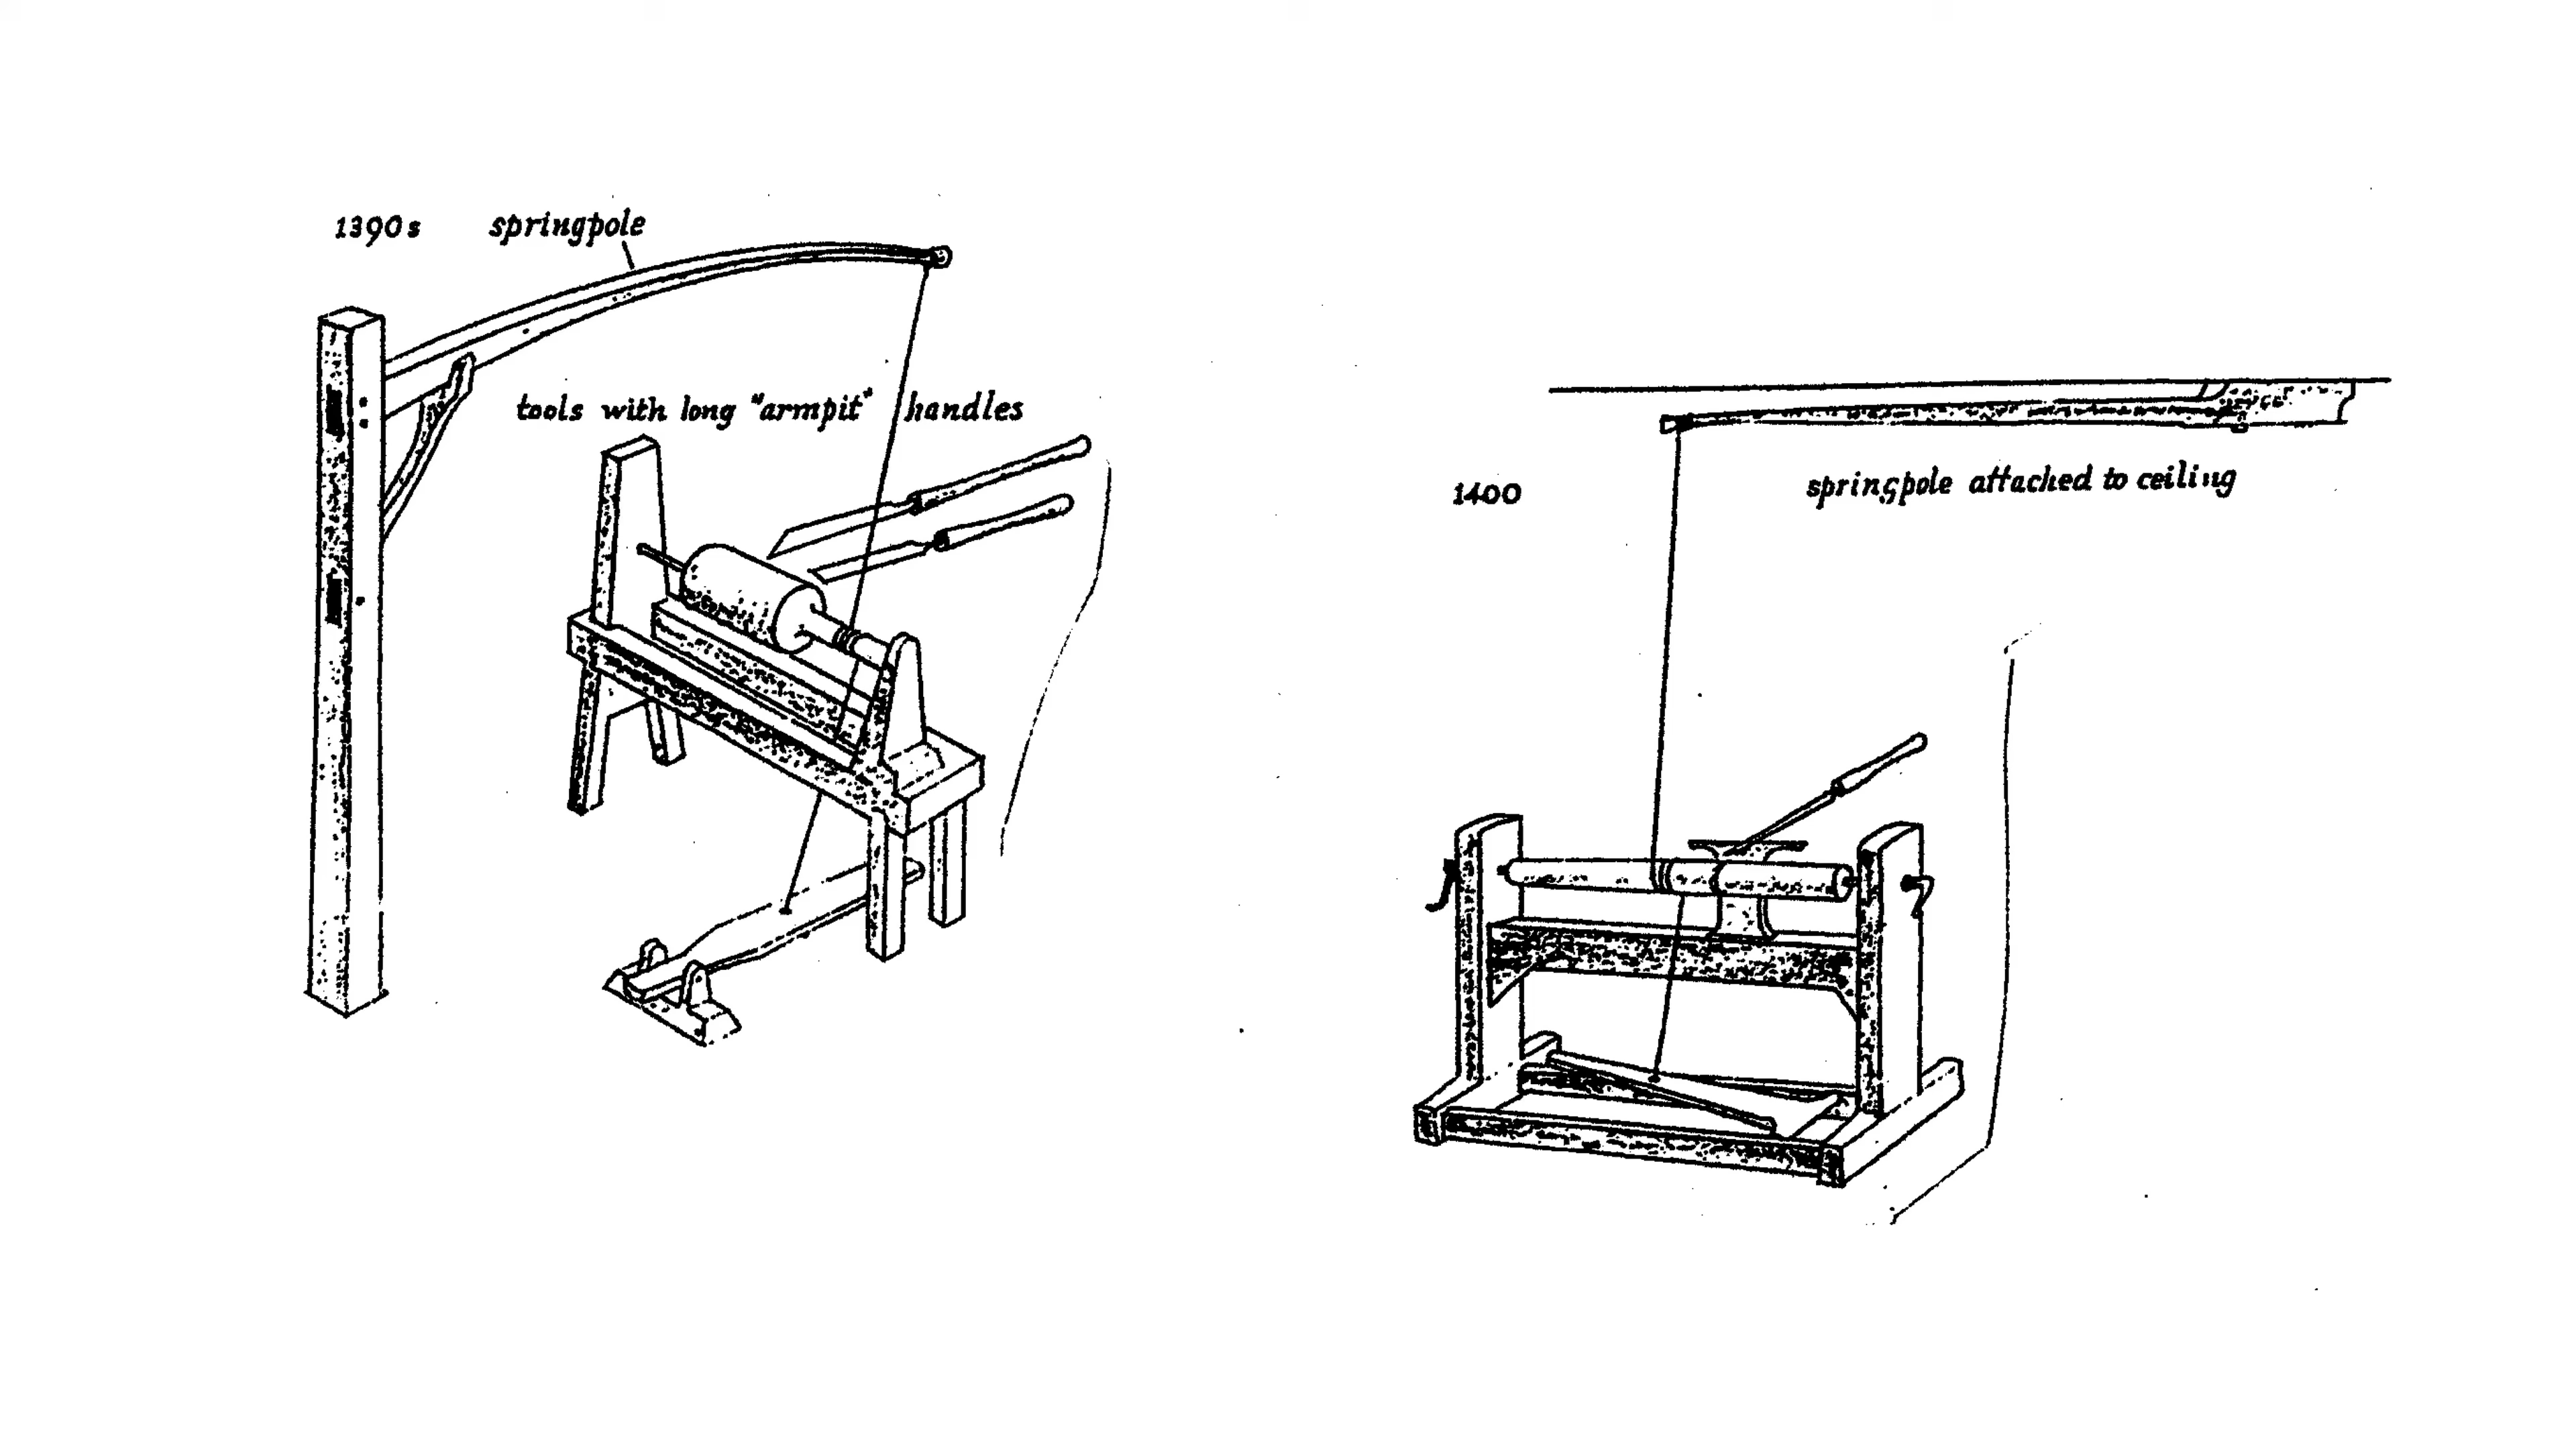 1390s springpole
tools with long "armpit" handles
1400
springpole attached to ceiling